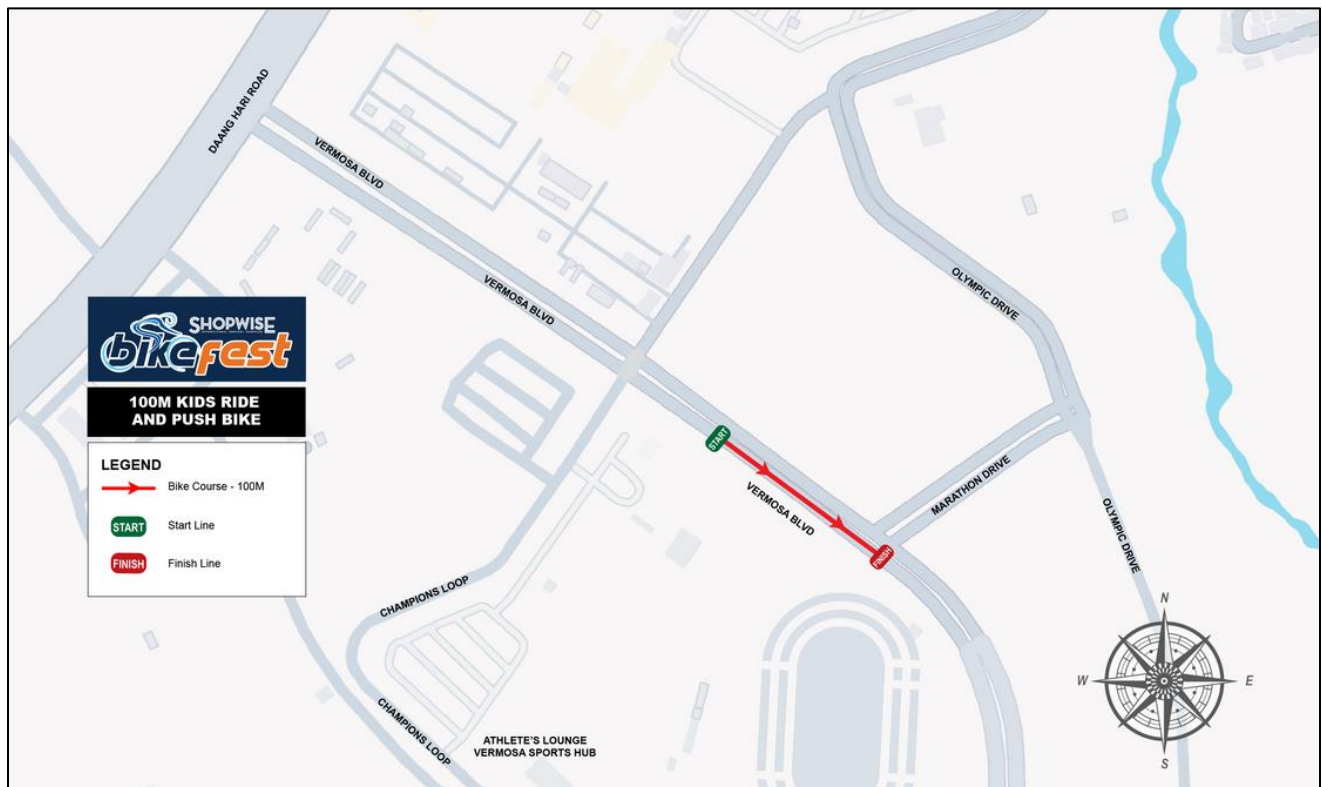 DAANG HARI ROAD
VERMOSA BLVD
VERMOSA BLVD
OLYMPIC DRIVE
SHOPWISE
bikefest
100M KIDS RIDE
AND PUSH BIKE
LEGEND
Bike Course - 100M
START
Start Line
FINISH
Finish Line
START
VERMOSA BLVD
FINISH
MARATHON DRIVE
OLYMPIC DRIVE
CHAMPIONS LOOP
CHAMPIONS LOOP
ATHLETE'S LOUNGE
VERMOSA SPORTS HUB
N
W
E
S